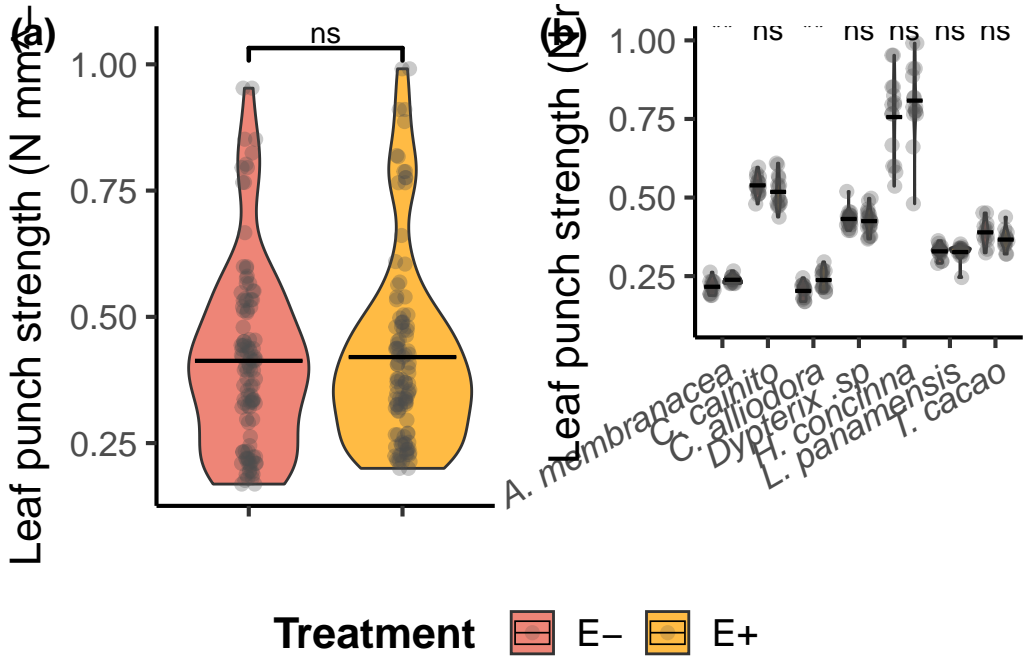 (a)
Leaf punch strength (N mm
1.00
0.75
0.50
0.25
ns
(b)
Leaf punch strength (N
1.00
0.75
0.50
0.25
ns ns ns ns ns
A. membranacea
C. cainito
C. alliodora
Dypterix .sp
H. concinna
L. panamensis
T. cacao
Treatment E− E+